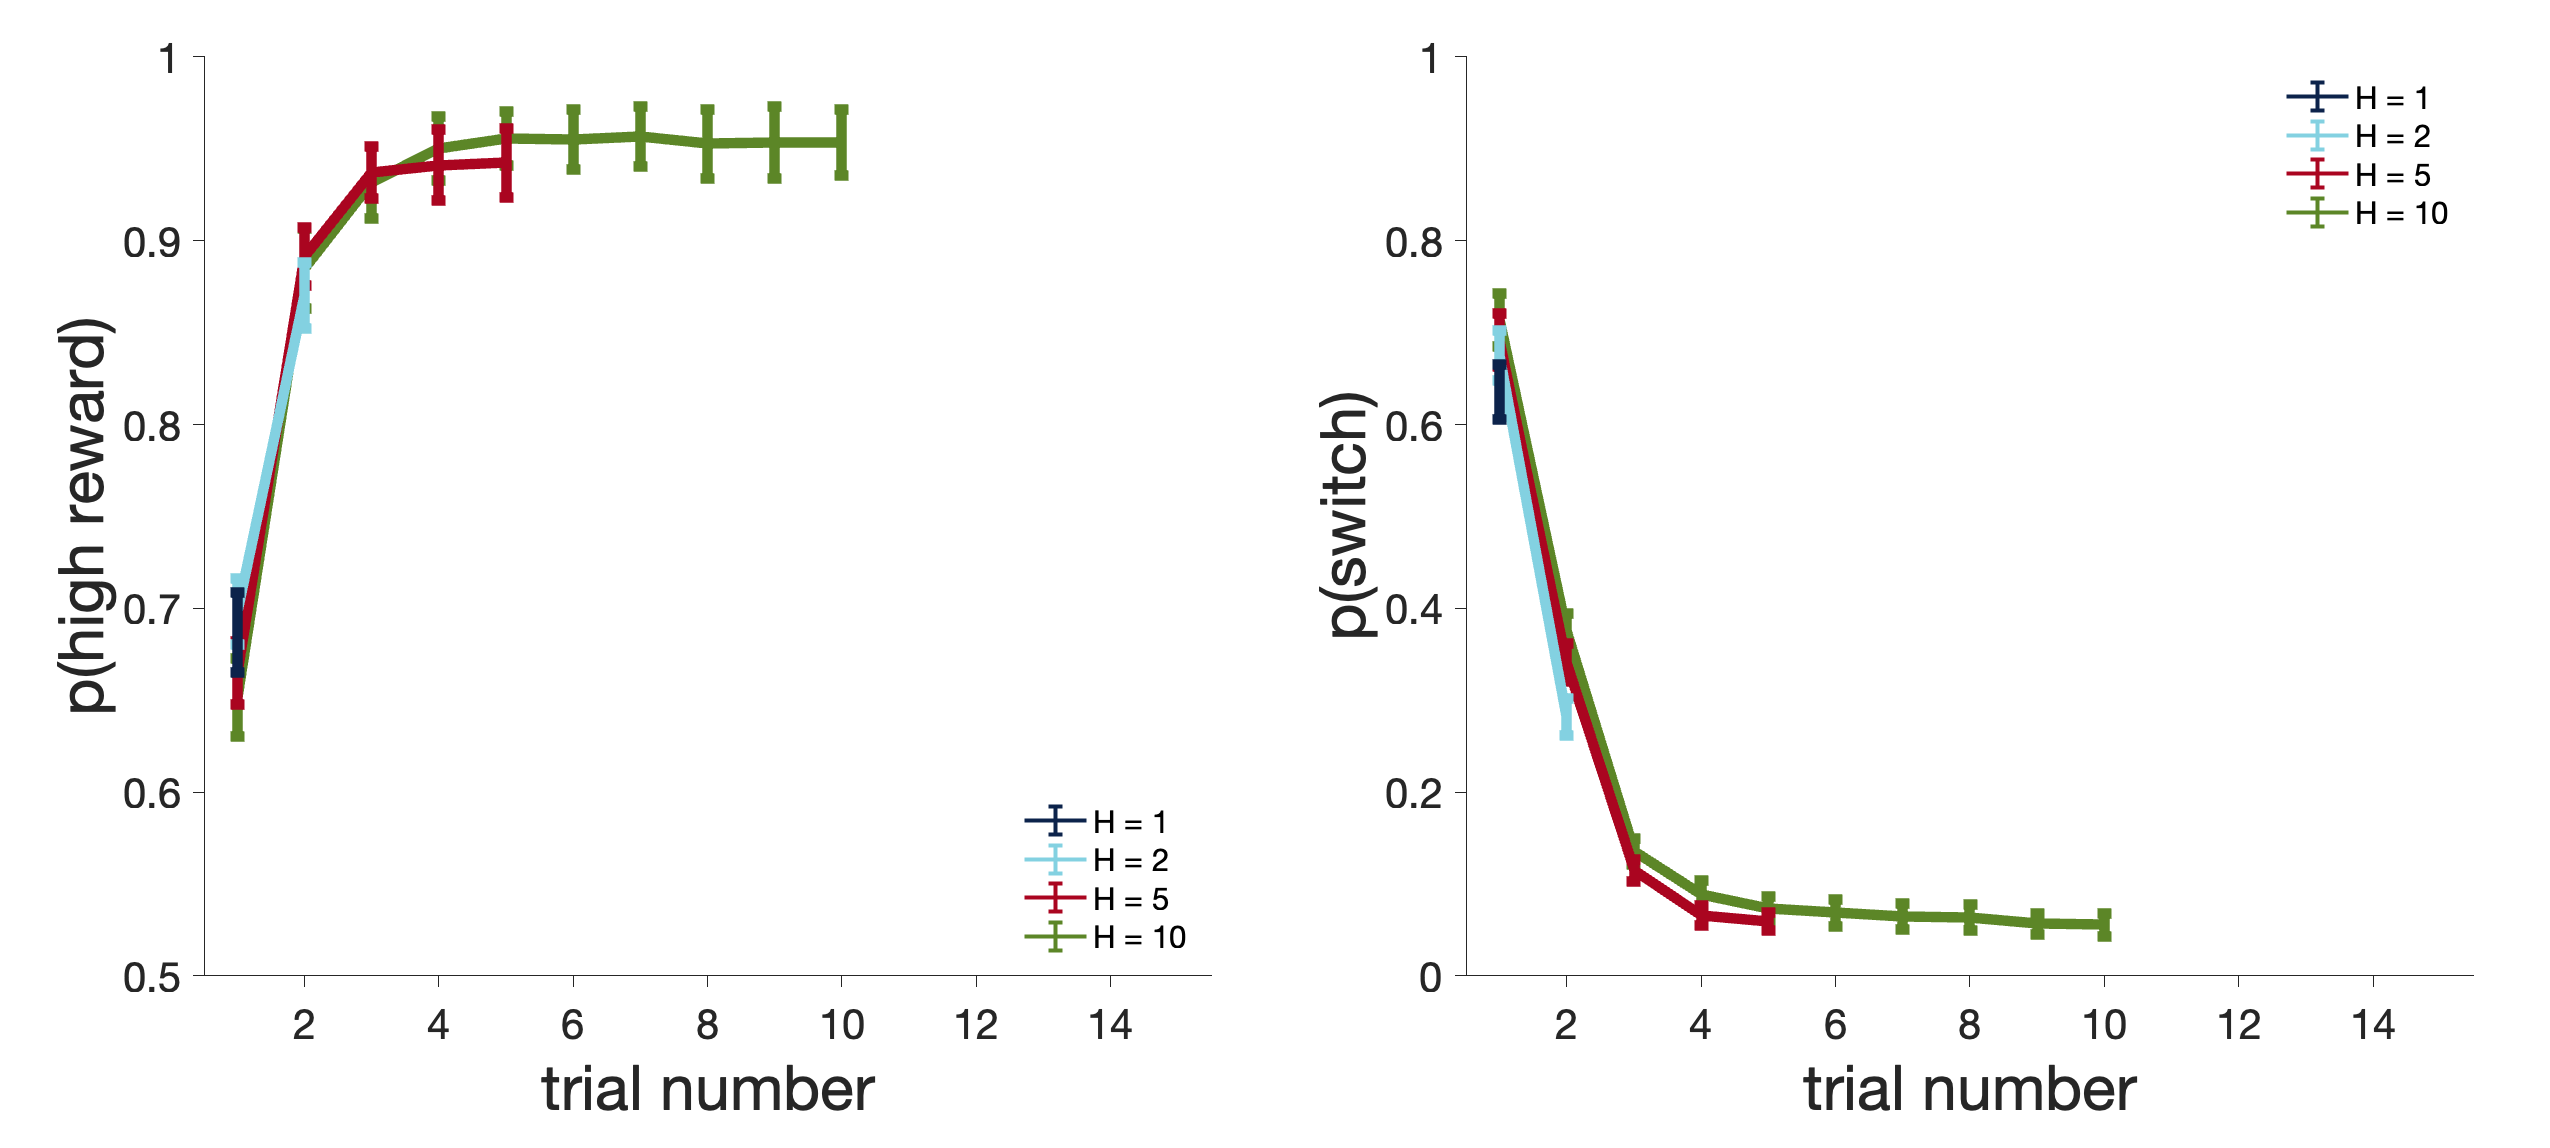 p(high reward)
1
0.9
0.8
0.7
0.6
0.5
2 4 6 8 10 12 14
trial number
H = 1
H = 2
H = 5
H = 10
p(switch)
1
0.8
0.6
0.4
0.2
0
2 4 6 8 10 12 14
trial number
H = 1
H = 2
H = 5
H = 10